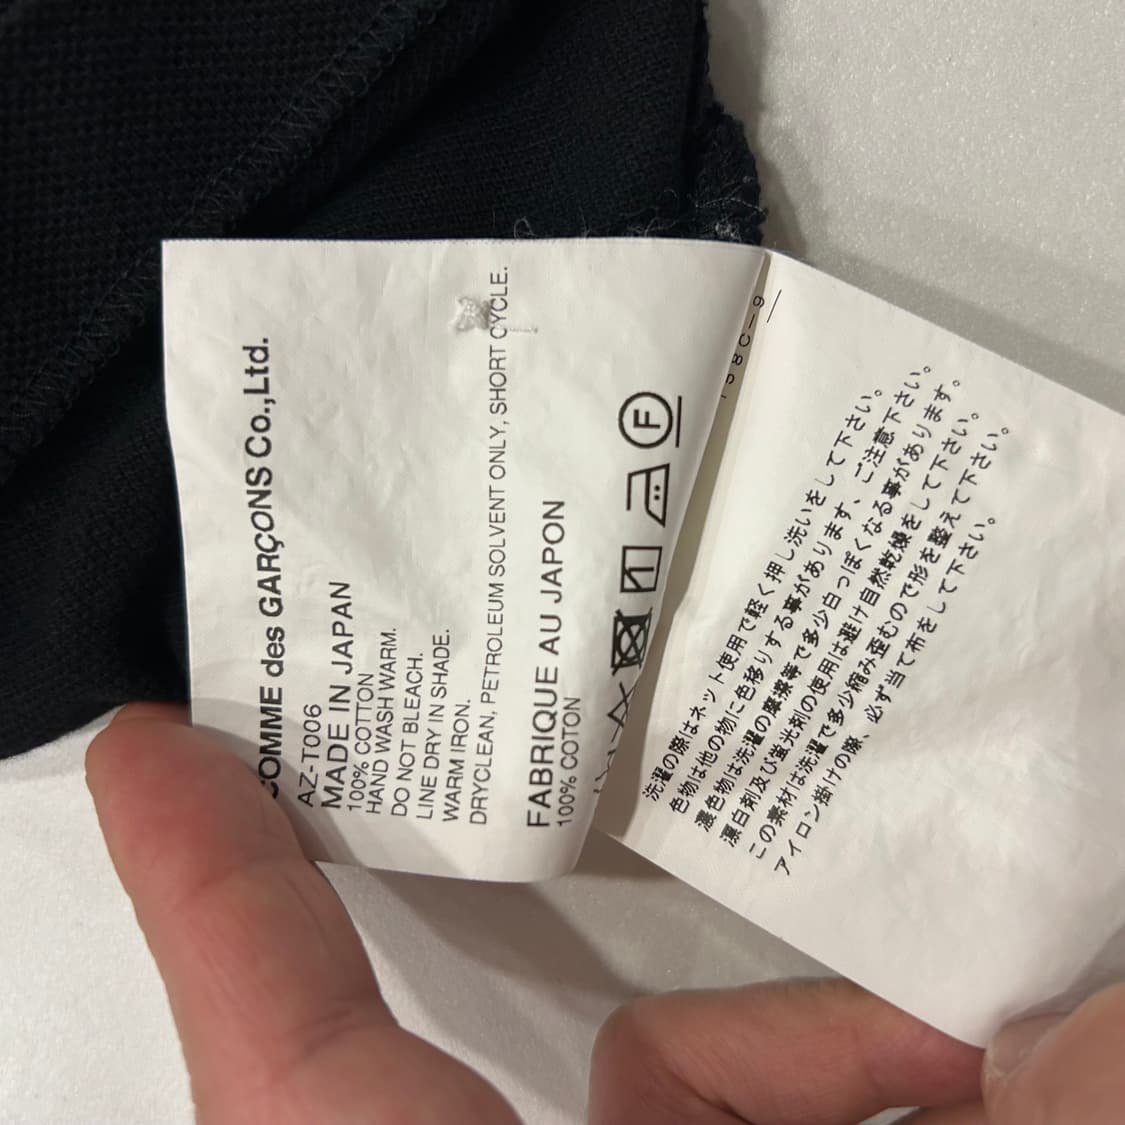 COMME des GARÇONS Co.,Ltd.
AZ-T006
MADE IN JAPAN
100% COTTON
HAND WASH WARM.
DO NOT BLEACH.
LINE DRY IN SHADE.
WARM IRON.
DRYCLEAN, PETROLEUM SOLVENT ONLY, SHORT CYCLE.
FABRIQUE AU JAPON
100% COTON
F
洗濯の際はネット使用で軽く押し洗いをして下さい。
色物は他の物に色移りする事があります、ご注意下さい。
濃色物は洗濯の摩擦等で多少白っぽくなる事があります。
漂白剤及び蛍光剤の使用は避け自然乾燥をして下さい。
この素材は洗濯で多少縮み歪むので形を整えて下さい。
アイロン掛けの際、必ず当て布をして下さい。